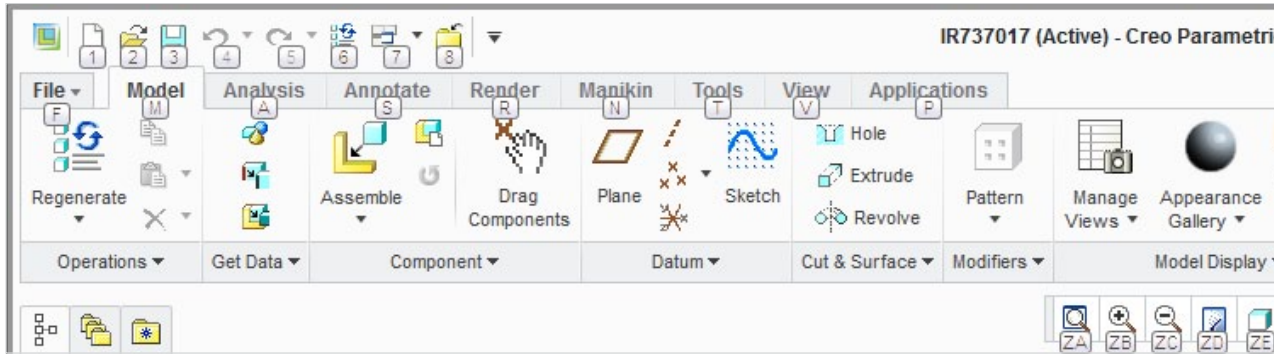 IR737017 (Active) - Creo Parametri
1 2 3 4 5 6 7 8
File Model Analysis Annotate Render Manikin Tools View Applications
F M A S R N T V P
Hole
Extrude
Regenerate Assemble Drag Components Plane Sketch Pattern Manage Views Appearance Gallery
Revolve
Operations Get Data Component Datum Cut & Surface Modifiers Model Display
ZA ZB ZC ZD ZE